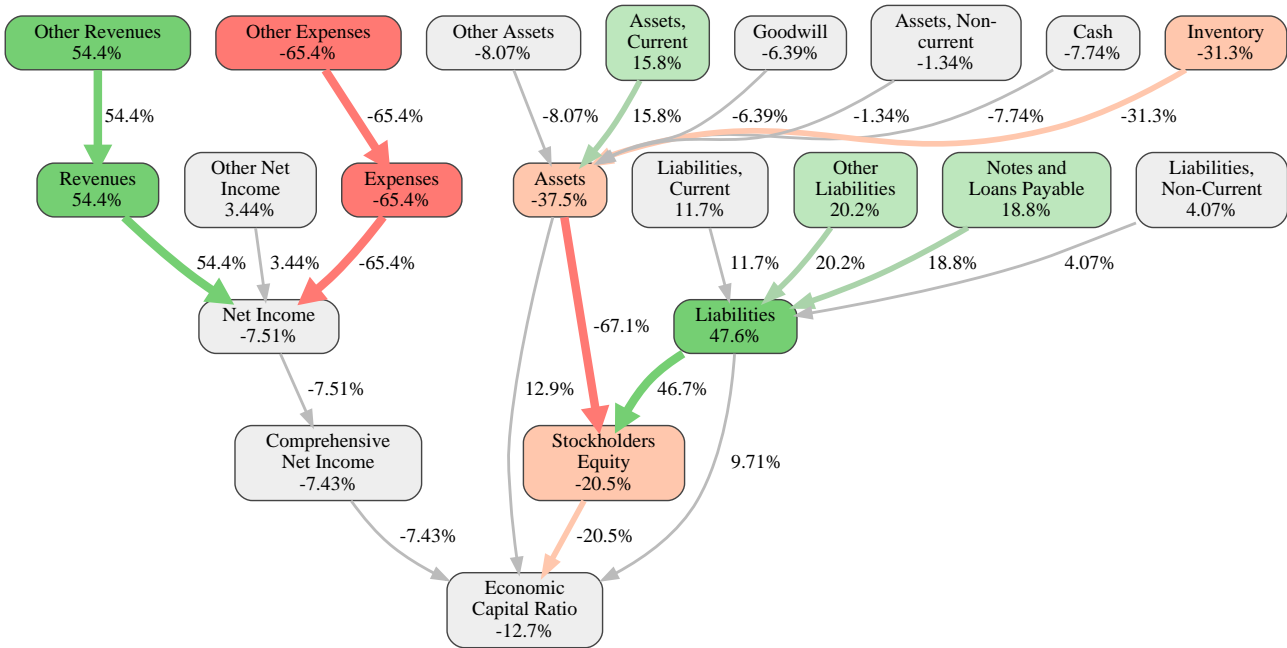 Other Revenues
54.4%
Other Expenses
-65.4%
Other Assets
-8.07%
Assets,
Current
15.8%
Goodwill
-6.39%
Assets, Non-
current
-1.34%
Cash
-7.74%
Inventory
-31.3%
54.4%
-65.4%
-8.07%
15.8%
-6.39%
-1.34%
-7.74%
-31.3%
Revenues
54.4%
Other Net
Income
3.44%
Expenses
-65.4%
Assets
-37.5%
Liabilities,
Current
11.7%
Other
Liabilities
20.2%
Notes and
Loans Payable
18.8%
Liabilities,
Non-Current
4.07%
54.4%
3.44%
-65.4%
11.7%
20.2%
18.8%
4.07%
Net Income
-7.51%
-67.1%
Liabilities
47.6%
-7.51%
12.9%
46.7%
Comprehensive
Net Income
-7.43%
Stockholders
Equity
-20.5%
9.71%
-7.43%
-20.5%
Economic
Capital Ratio
-12.7%